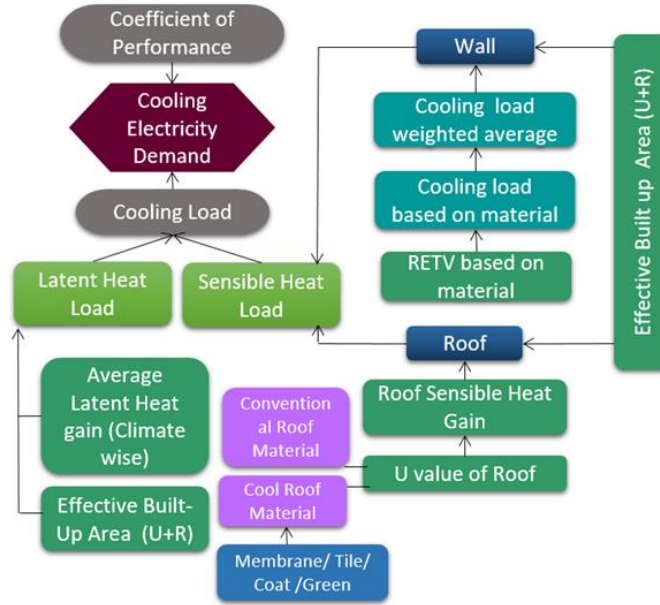 Coefficient of
Performance
Cooling
Electricity
Demand
Cooling Load
Latent Heat
Load
Sensible Heat
Load
Average
Latent Heat
gain (Climate
wise)
Effective Built-
Up Area (U+R)
Wall
Cooling load
weighted average
Cooling load
based on material
RETV based on
material
Roof
Roof Sensible Heat
Gain
U value of Roof
Convention
al Roof
Material
Cool Roof
Material
Membrane/ Tile/
Coat /Green
Effective Built up Area (U+R)